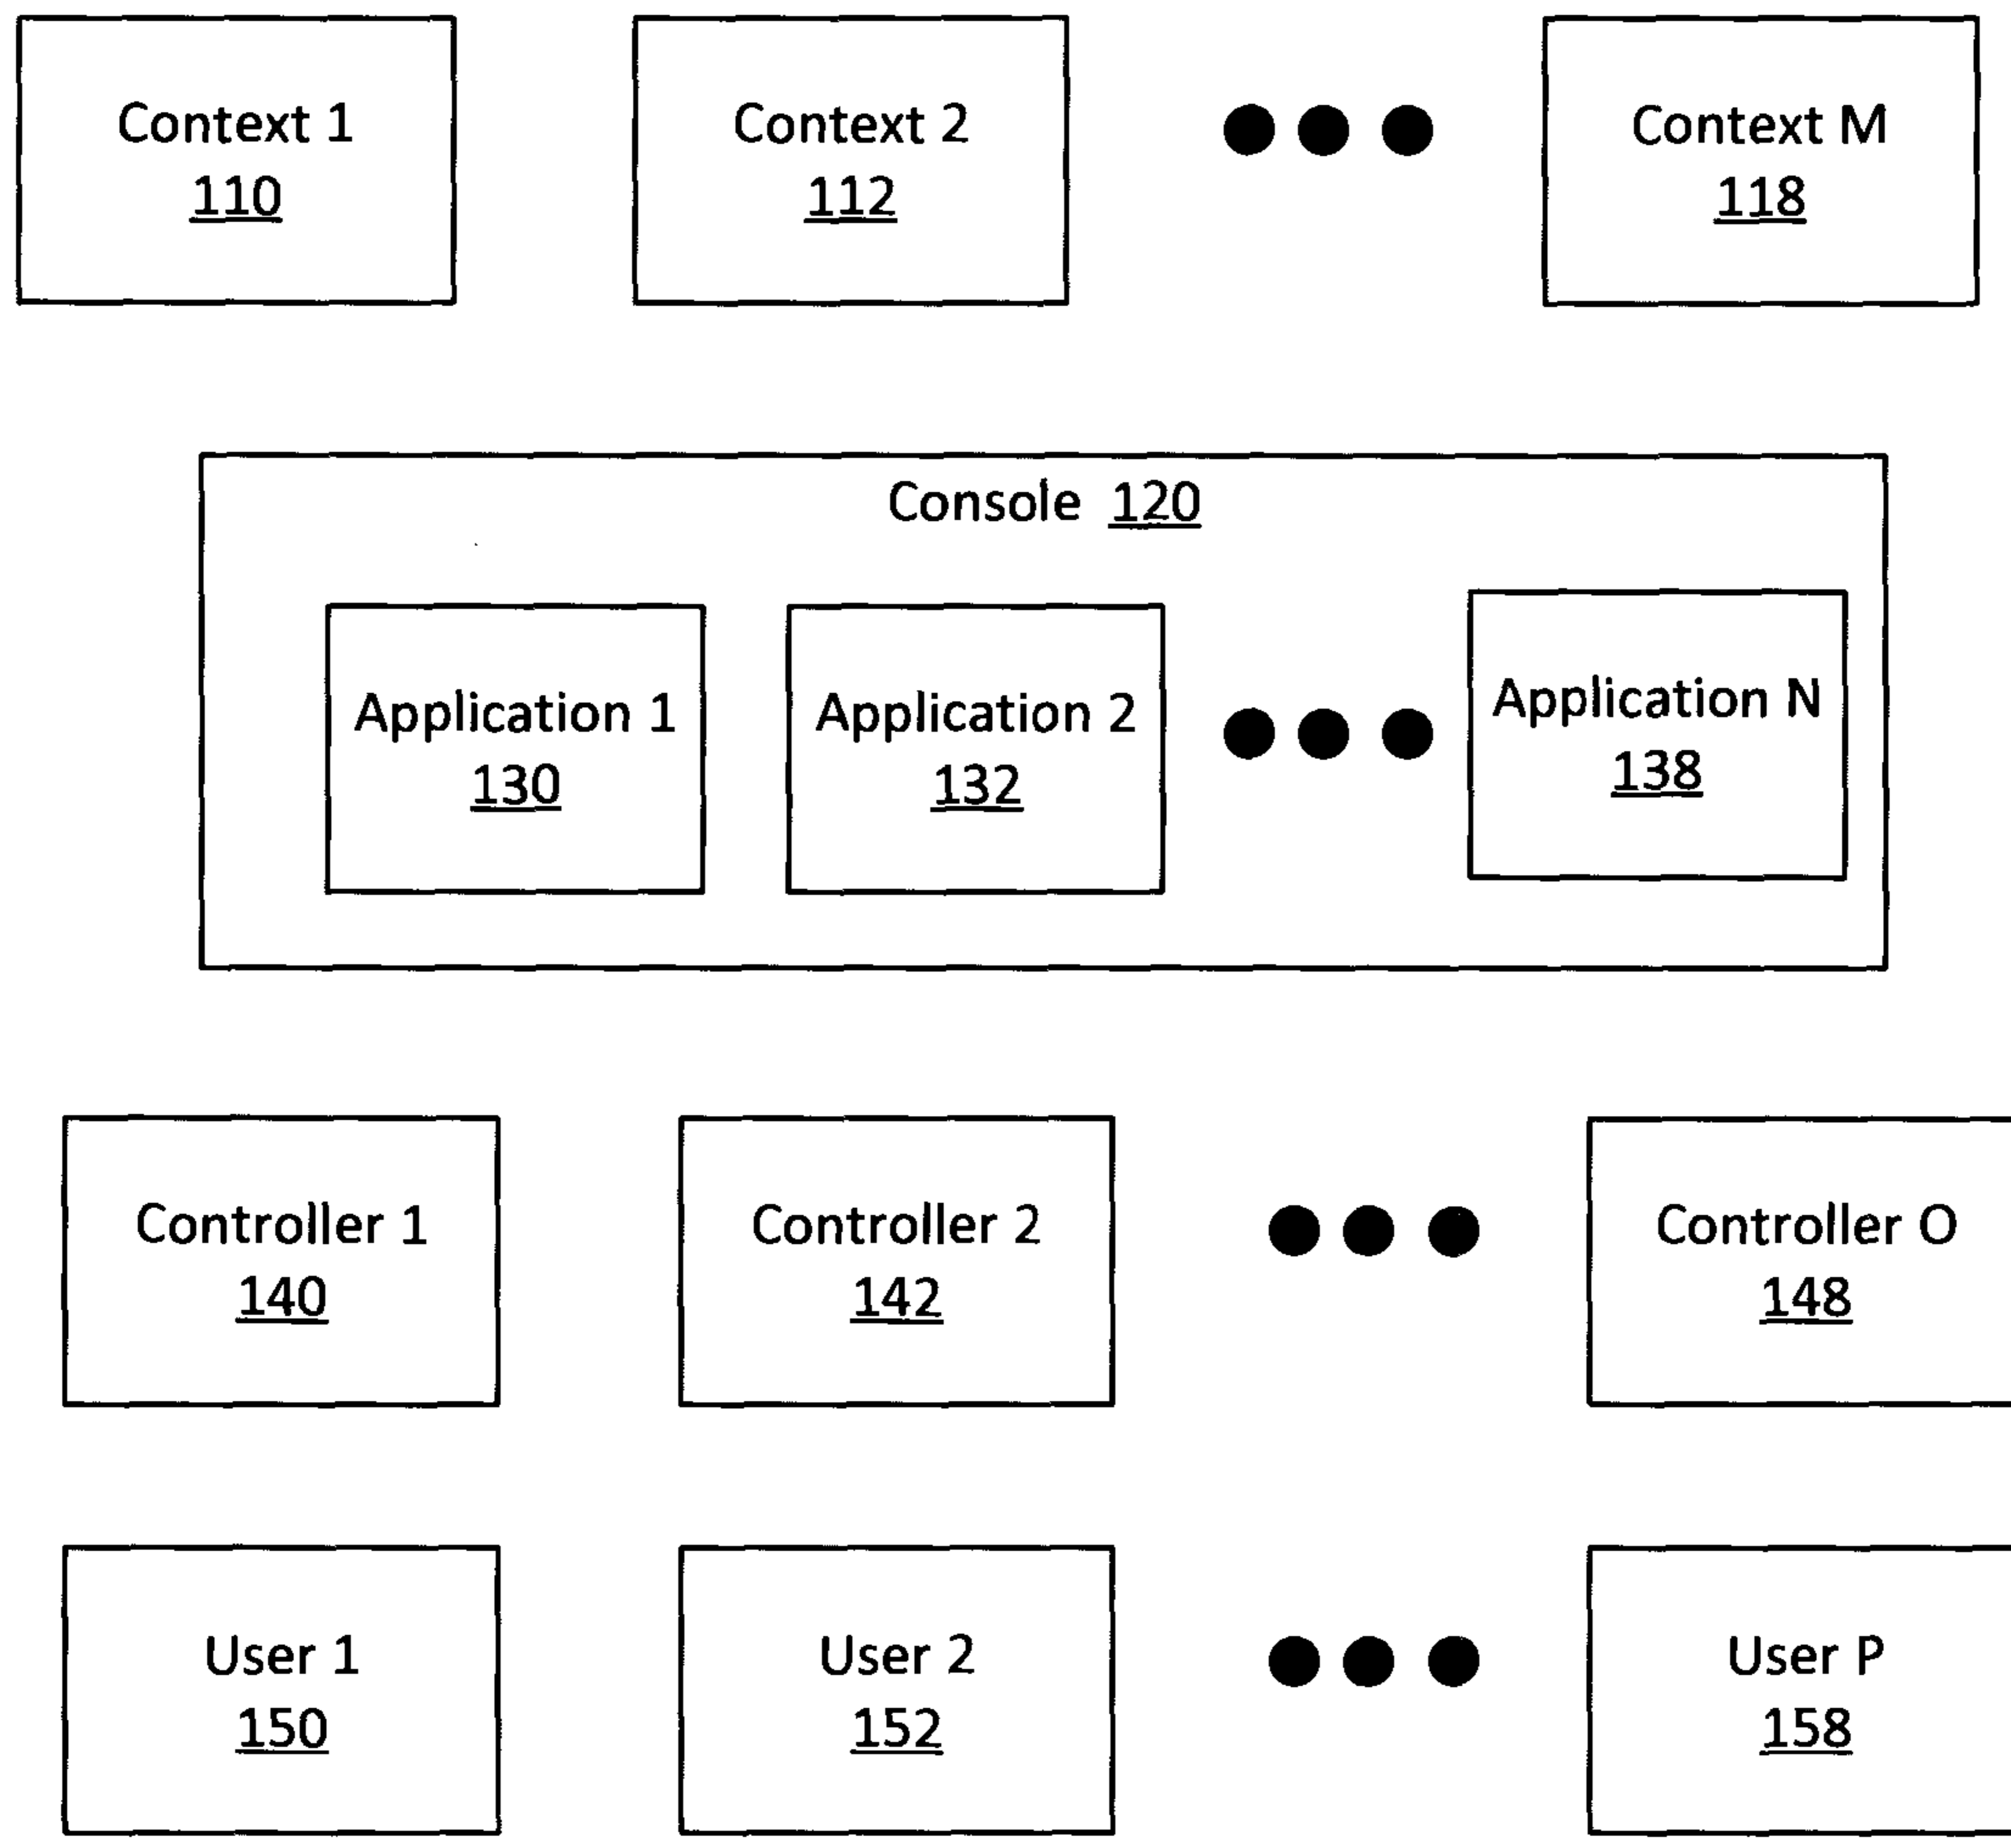 Context 1
110
Context 2
112
Context M
118
Console 120
Application 1
130
Application 2
132
Application N
138
Controller 1
140
Controller 2
142
Controller O
148
User 1
150
User 2
152
User P
158